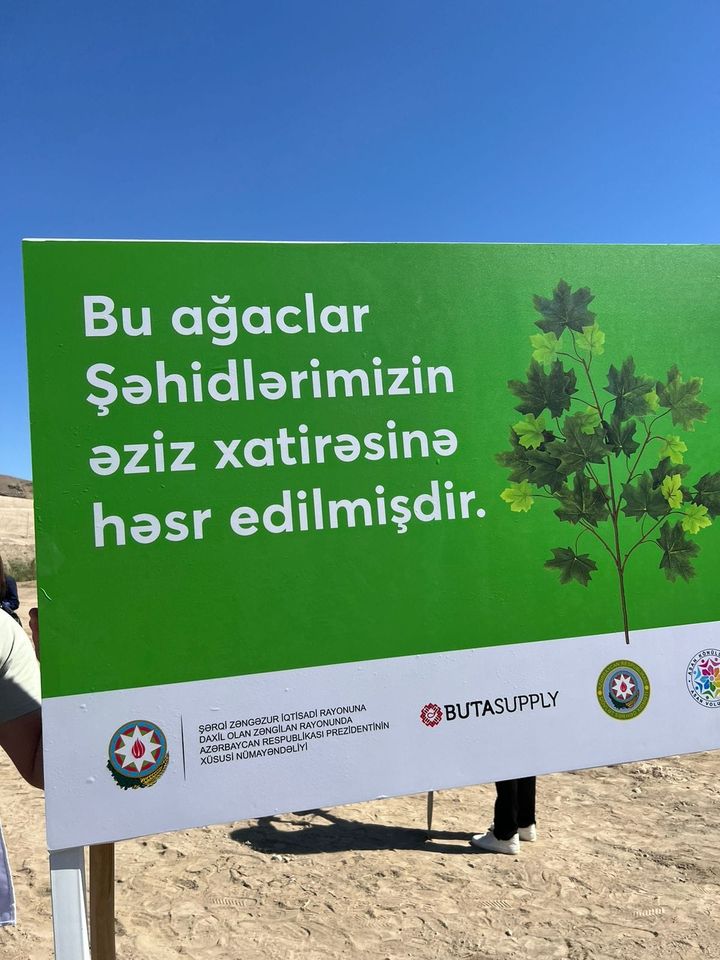 Bu ağaclar
Şəhidlərimizin
əziz xatirəsinə
həsr edilmişdir.
ŞƏRQİ ZƏNGƏZUR İQTİSADİ RAYONUNA
DAXİL OLAN ZƏNGİLAN RAYONUNDA
AZƏRBAYCAN RESPUBLİKASI PREZİDENTİNİN
XÜSUSİ NÜMAYƏNDƏLİYİ
BUTASUPPLY